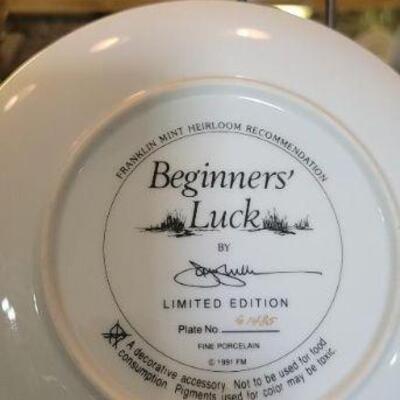 FRANKLIN MINT HEIRLOOM RECOMMENDATION
Beginners'
Luck
BY
LIMITED EDITION
Plate No.
FINE PORCELAIN
© 1991 FM
A decorative accessory. Not to be used for food
consumption. Pigments used for color may be toxic.